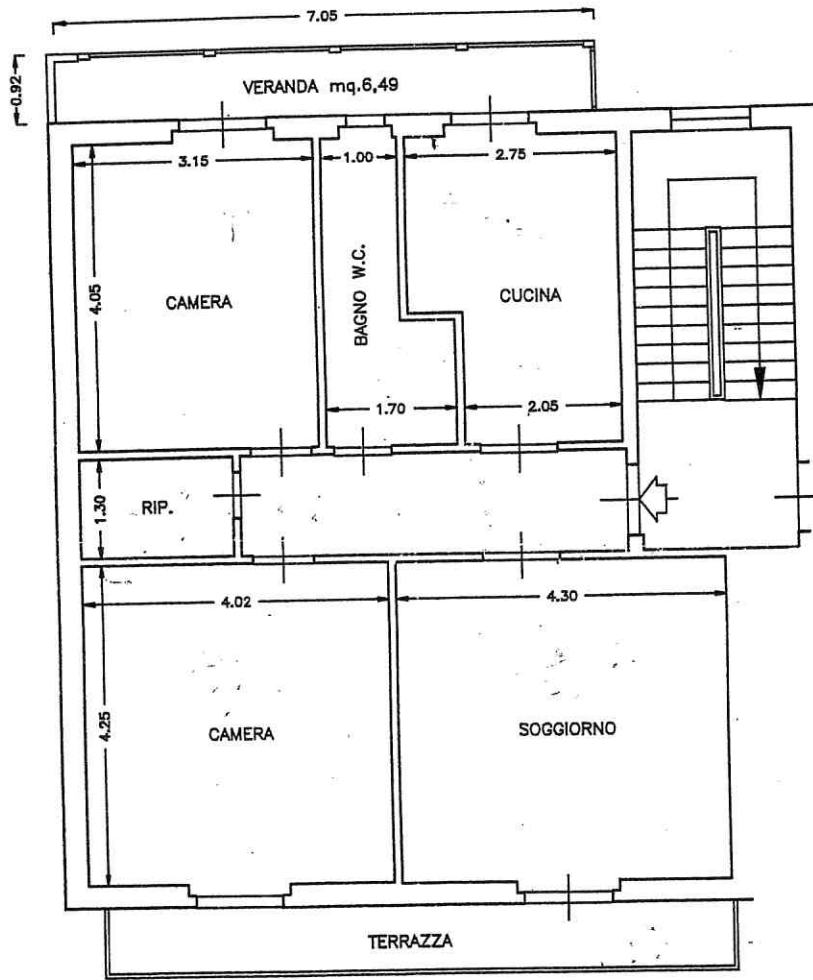 7.05
0.92
VERANDA mq.6,49
3.15
1.00
2.75
4.05
CAMERA
BAGNO W.C.
CUCINA
1.70
2.05
1.30
RIP.
4.02
4.30
4.25
CAMERA
SOGGIORNO
TERRAZZA